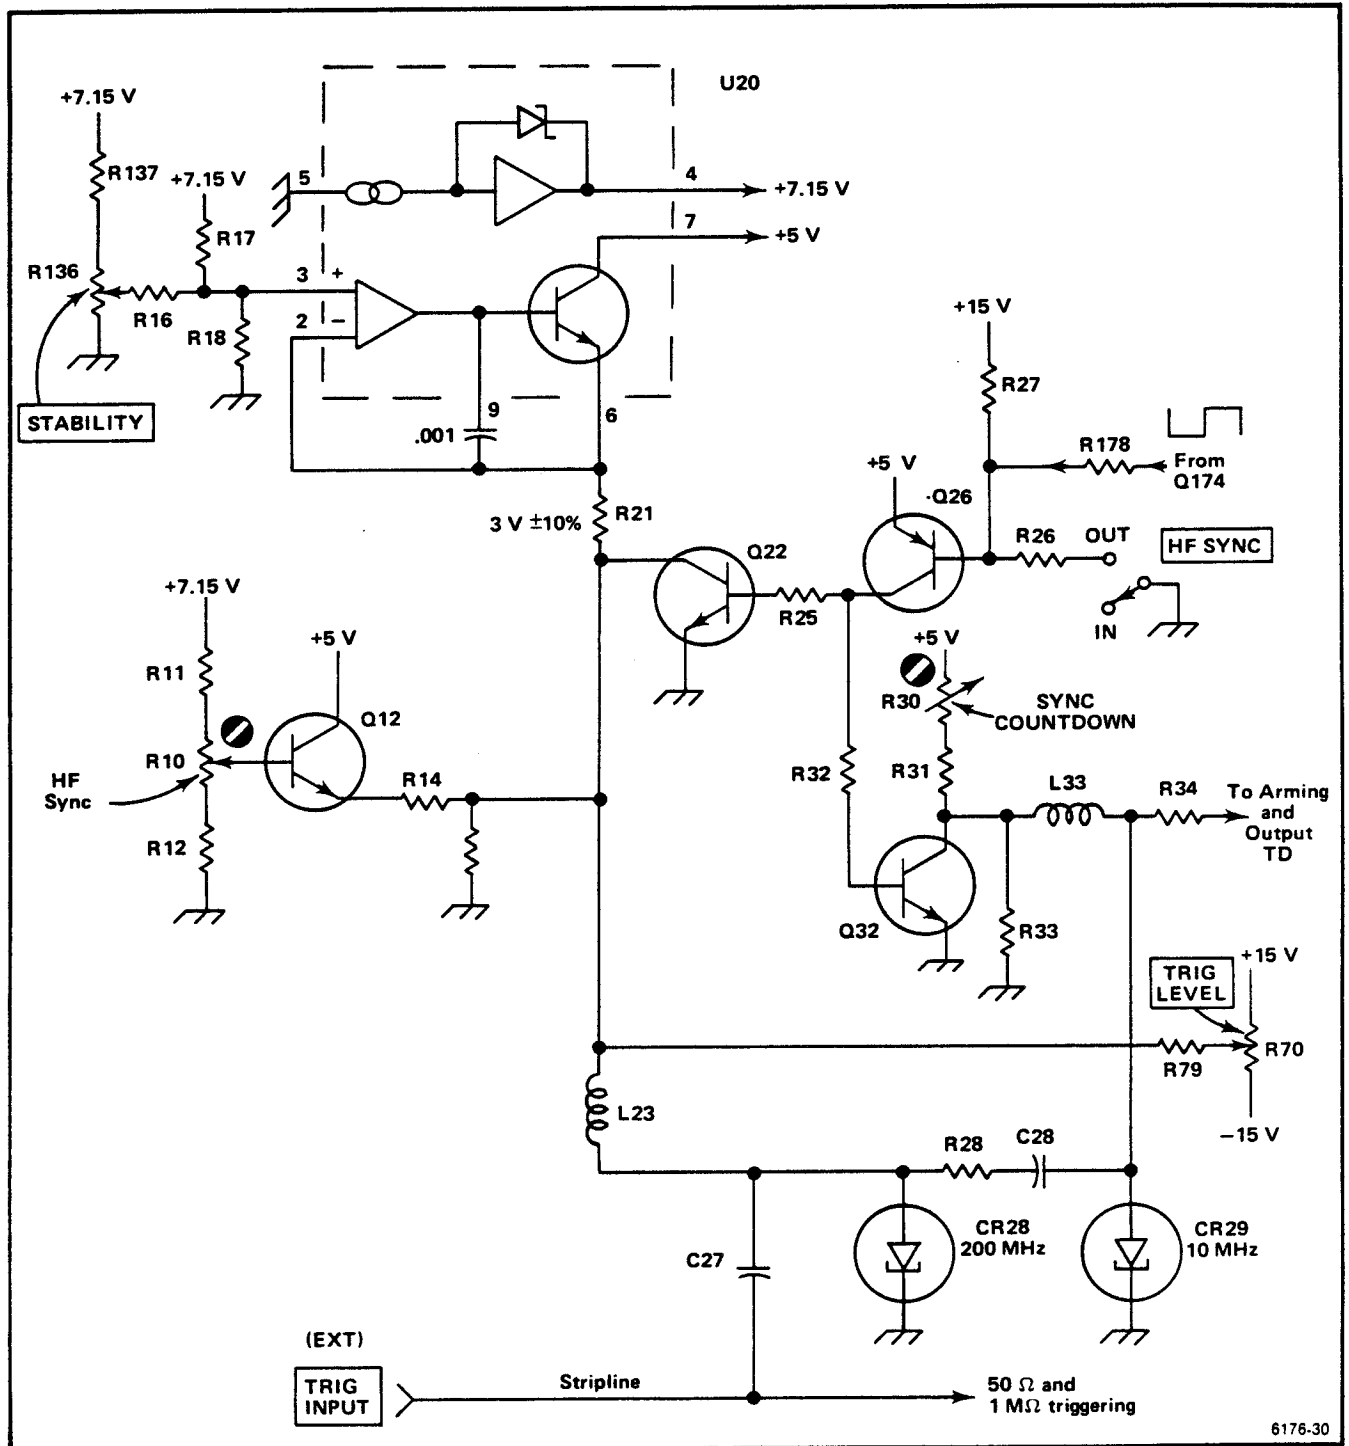 U20
+7.15 V
R137
+7.15 V
5
4
+7.15 V
R17
7
+5 V
R136
3
+
R16
R18
2
−
STABILITY
9
.001
6
+15 V
R27
R178
From
Q174
+5 V
Q26
3 V ±10%
R21
Q22
R26
OUT
HF SYNC
R25
IN
+7.15 V
+5 V
+5 V
R11
Q12
R30
SYNC
COUNTDOWN
R10
HF
Sync
R14
R32
R31
L33
R34
To Arming
and
Output
TD
R12
Q32
R33
TRIG
LEVEL
+15 V
R79
R70
L23
−15 V
R28
C28
C27
CR28
200 MHz
CR29
10 MHz
(EXT)
TRIG
INPUT
Stripline
50 Ω and
1 MΩ triggering
6176-30